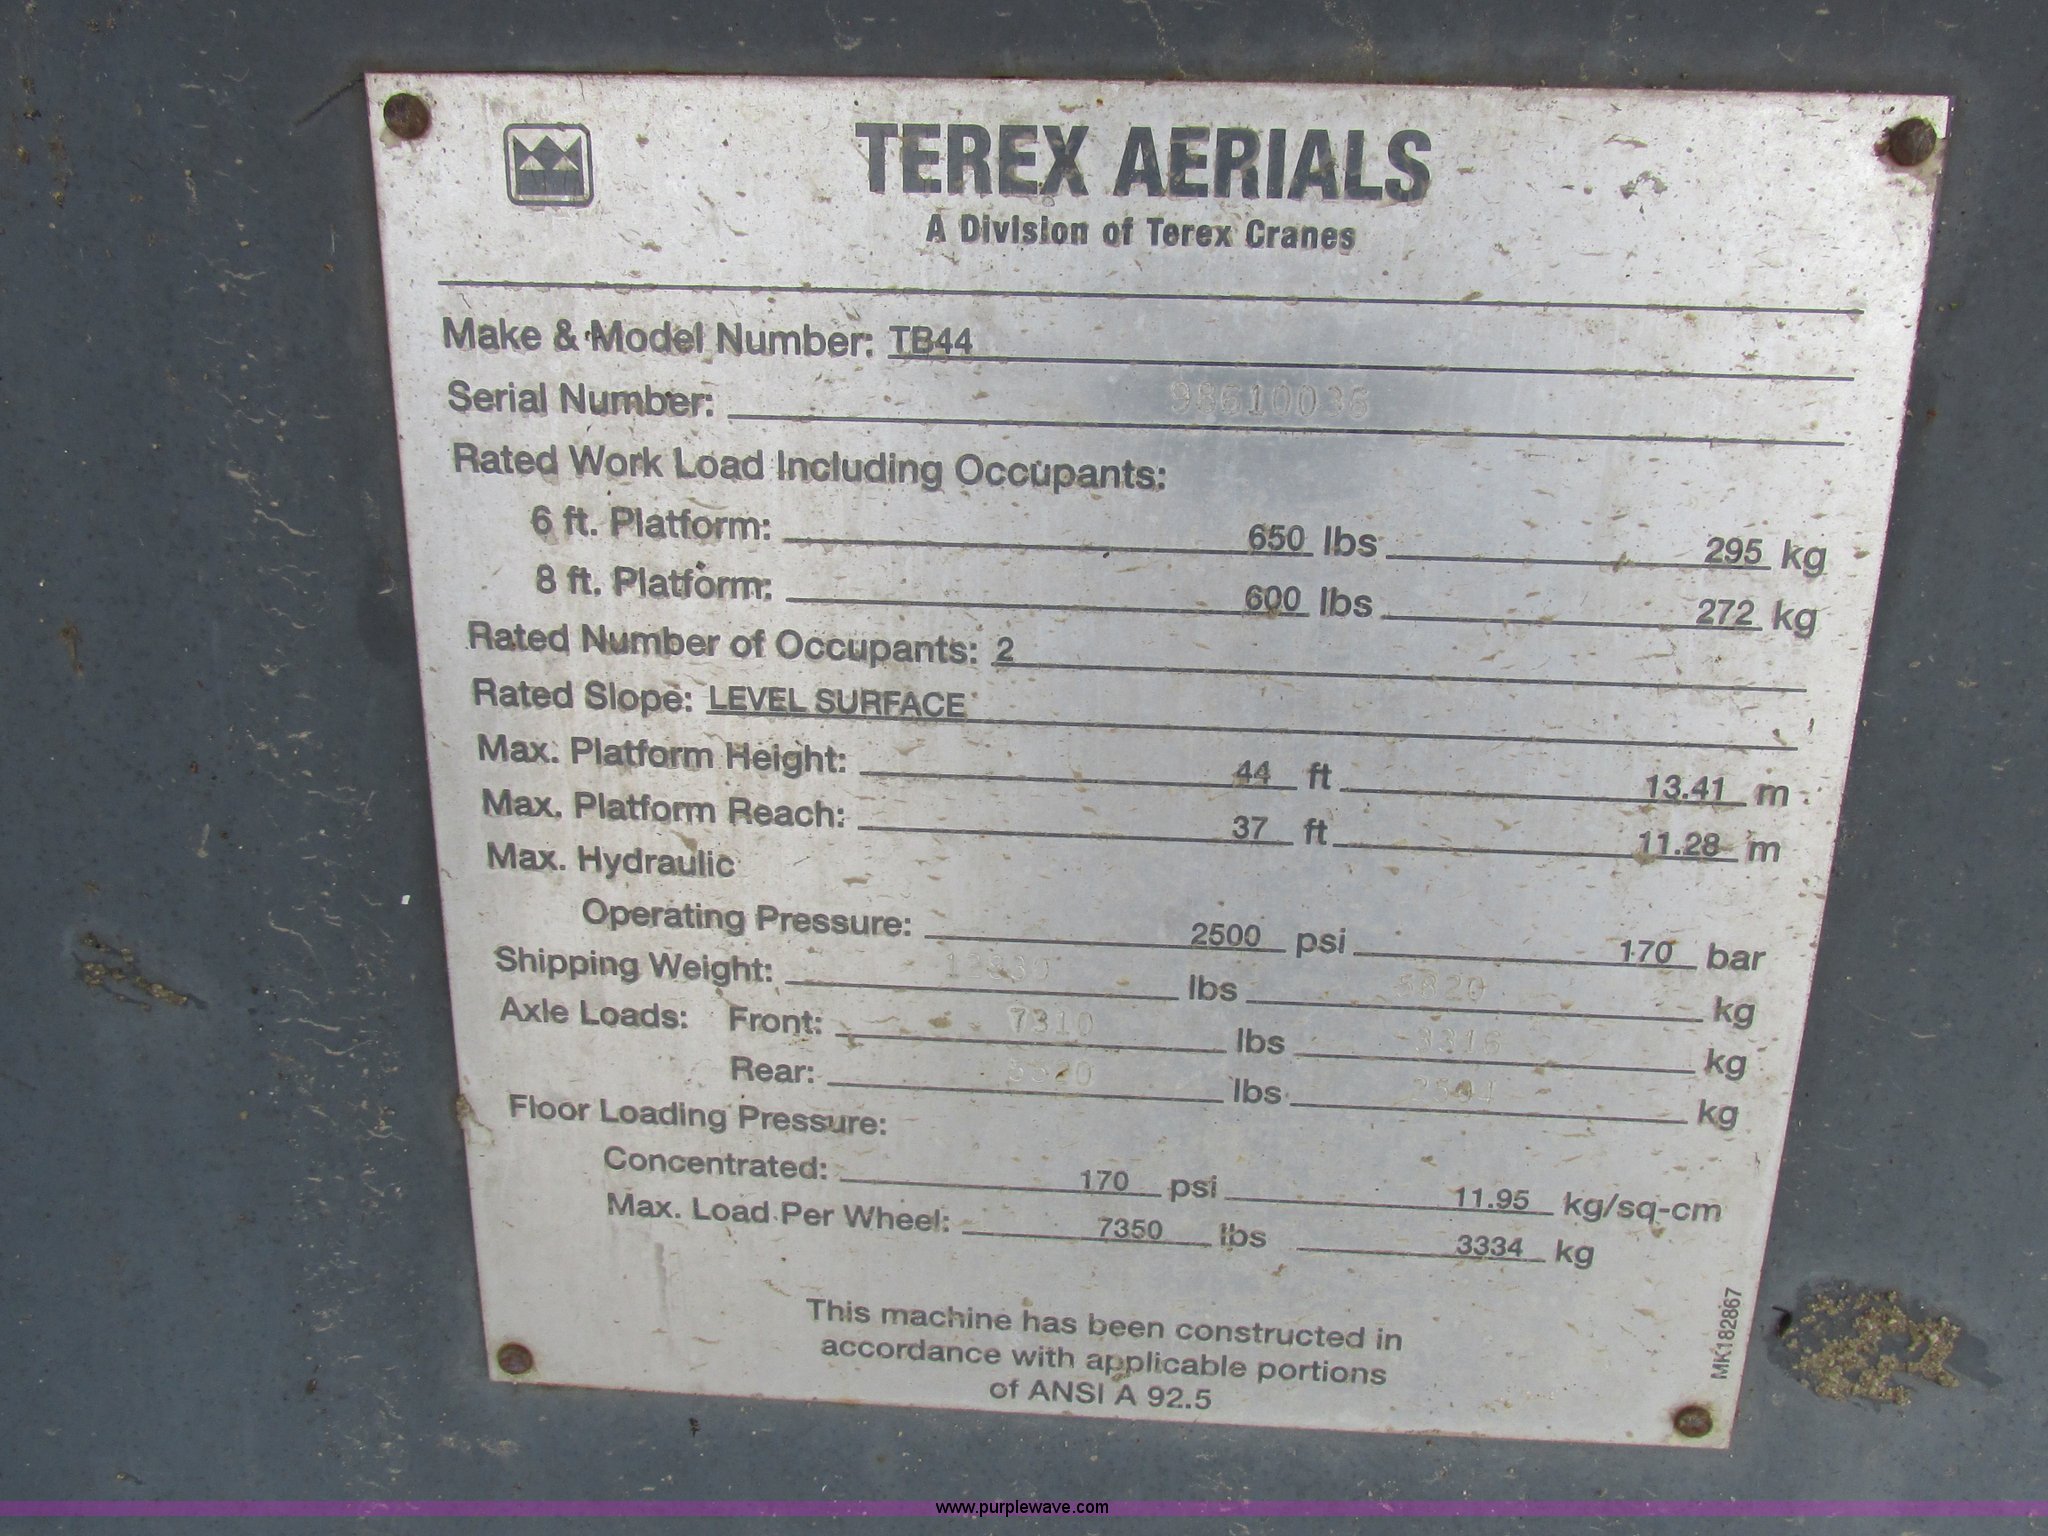 TEREX AERIALS
A Division of Terex Cranes
Make & Model Number: TB44
Serial Number: 98610036
Rated Work Load Including Occupants:
6 ft. Platform: 650 lbs 295 kg
8 ft. Platform: 600 lbs 272 kg
Rated Number of Occupants: 2
Rated Slope: LEVEL SURFACE
Max. Platform Height: 44 ft 13.41 m
Max. Platform Reach: 37 ft 11.28 m
Max. Hydraulic
Operating Pressure: 2500 psi 170 bar
Shipping Weight: lbs 5820 kg
Axle Loads: Front: 7310 lbs 3316 kg
Rear: lbs kg
Floor Loading Pressure:
Concentrated: 170 psi 11.95 kg/sq-cm
Max. Load Per Wheel: 7350 lbs 3334 kg
This machine has been constructed in
accordance with applicable portions
of ANSI A 92.5
MK182867
www.purplewave.com